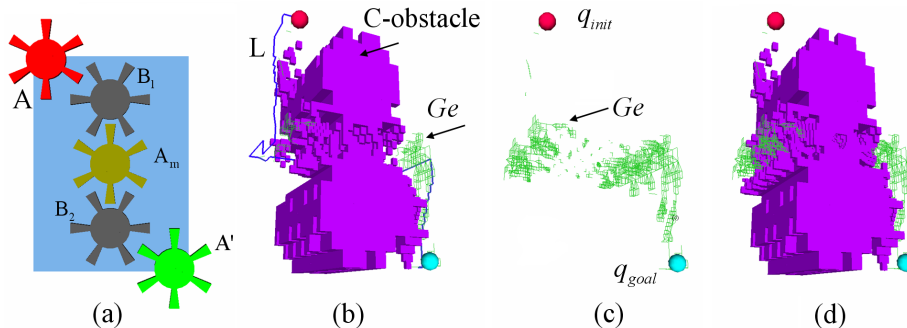 A
B1
Am
B2
A'
(a)
L
C-obstacle
Ge
(b)
qinit
Ge
qgoal
(c)
(d)